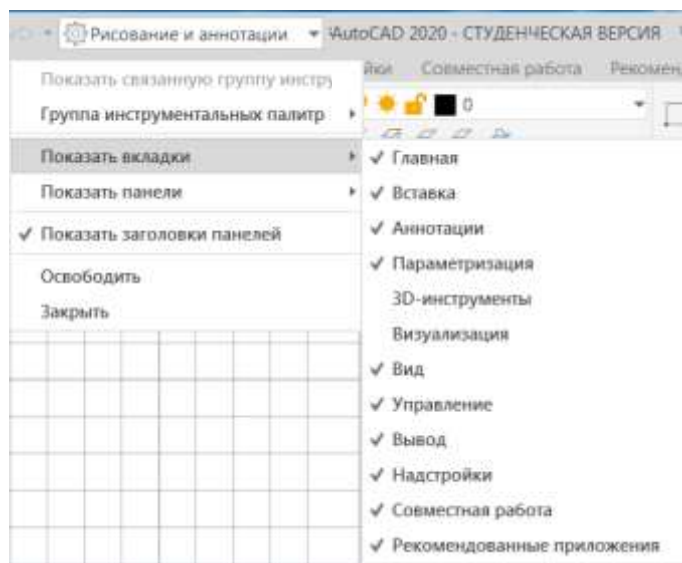 Рисование и аннотации
AutoCAD 2020 - СТУДЕНЧЕСКАЯ ВЕРСИЯ
Совместная работа
Показать связанную группу
Группа инструментальных палитр
0
Показать вкладки
Показать панели
Показать заголовки панелей
Освободить
Закрыть
Главная
Вставка
Аннотации
Параметризация
3D-инструменты
Визуализация
Вид
Управление
Вывод
Надстройки
Совместная работа
Рекомендованные приложения